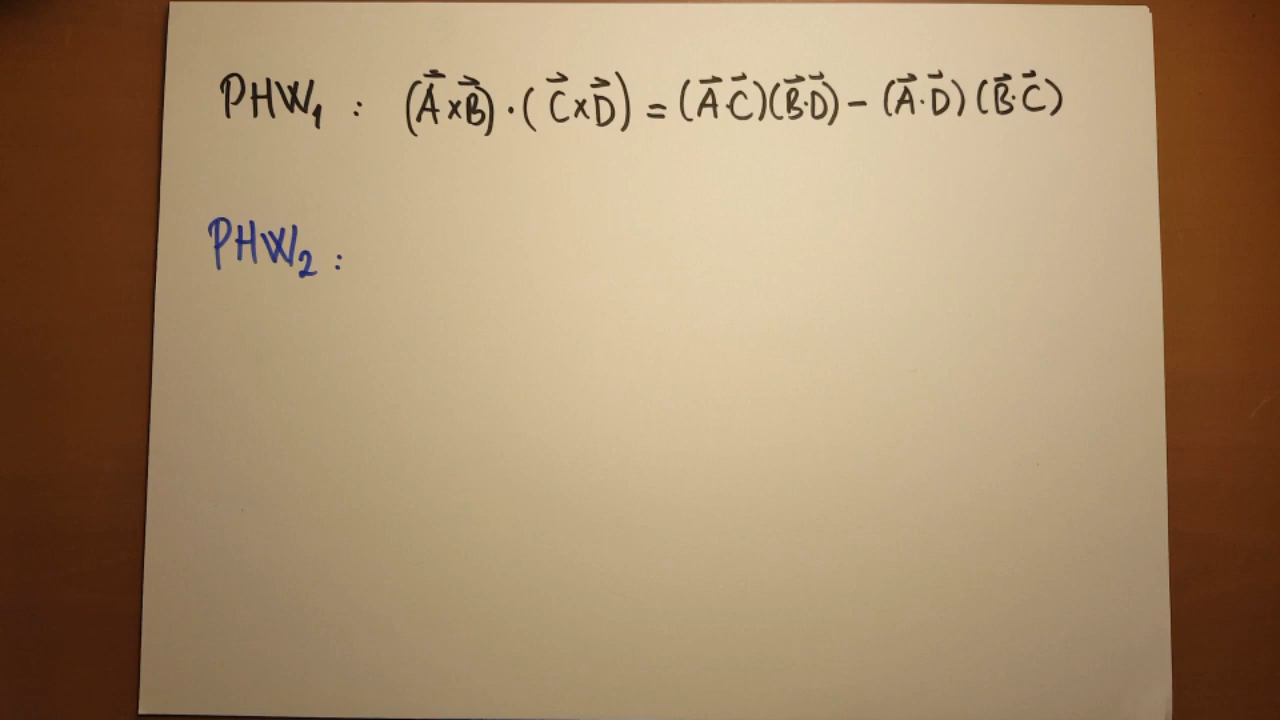 PHW₁ : (A⃗×B⃗)·(C⃗×D⃗) = (A⃗·C⃗)(B⃗·D⃗) − (A⃗·D⃗)(B⃗·C⃗)
PHW₂ :